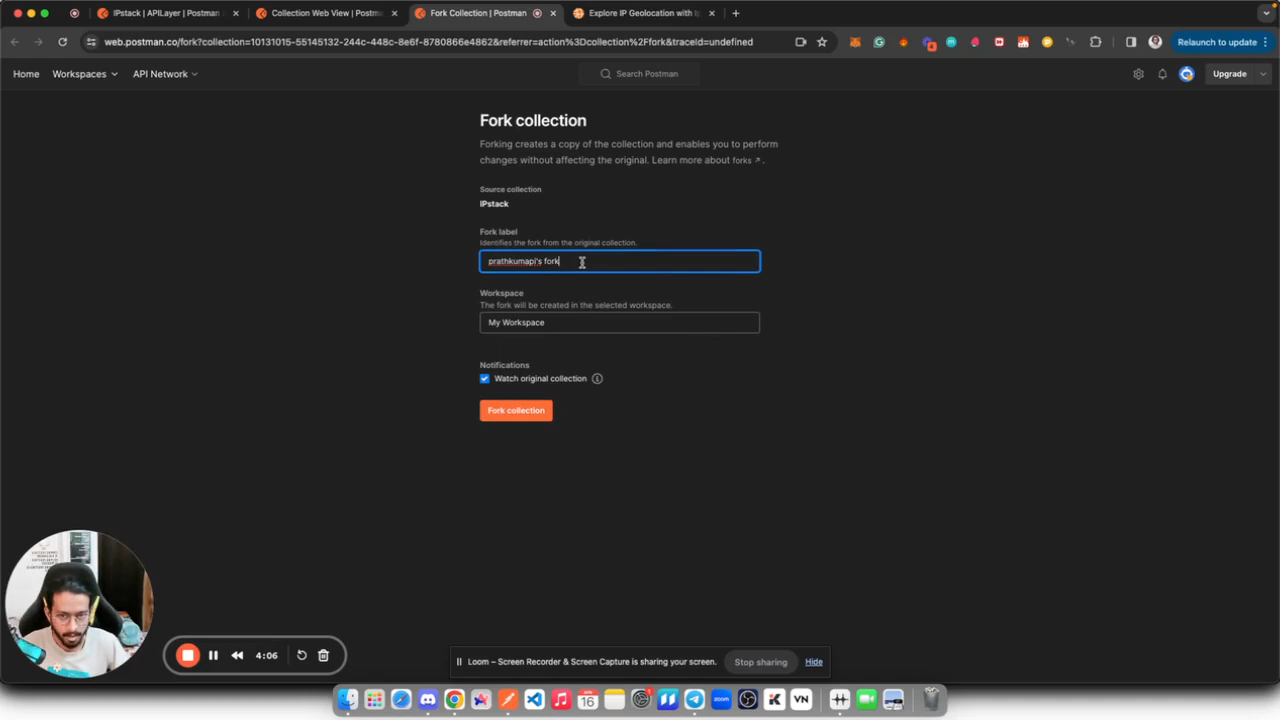 IPstack | APILayer | Postman
Collection Web View | Postm
Fork Collection | Postman
Explore IP Geolocation with Ip
web.postman.co/fork?collection=10131015-55145132-244c-448c-8e6f-8780866e4862&referrer=action%3Dcollection%2Ffork&traceId=undefined
Relaunch to update
Home
Workspaces
API Network
Search Postman
Upgrade
Fork collection
Forking creates a copy of the collection and enables you to perform
changes without affecting the original. Learn more about forks ↗.
Source collection
IPstack
Fork label
Identifies the fork from the original collection.
prathkumapi's fork
Workspace
The fork will be created in the selected workspace.
My Workspace
Notifications
Watch original collection
Fork collection
4:06
Loom – Screen Recorder & Screen Capture is sharing your screen.
Stop sharing
Hide
16
zoom
K
VN